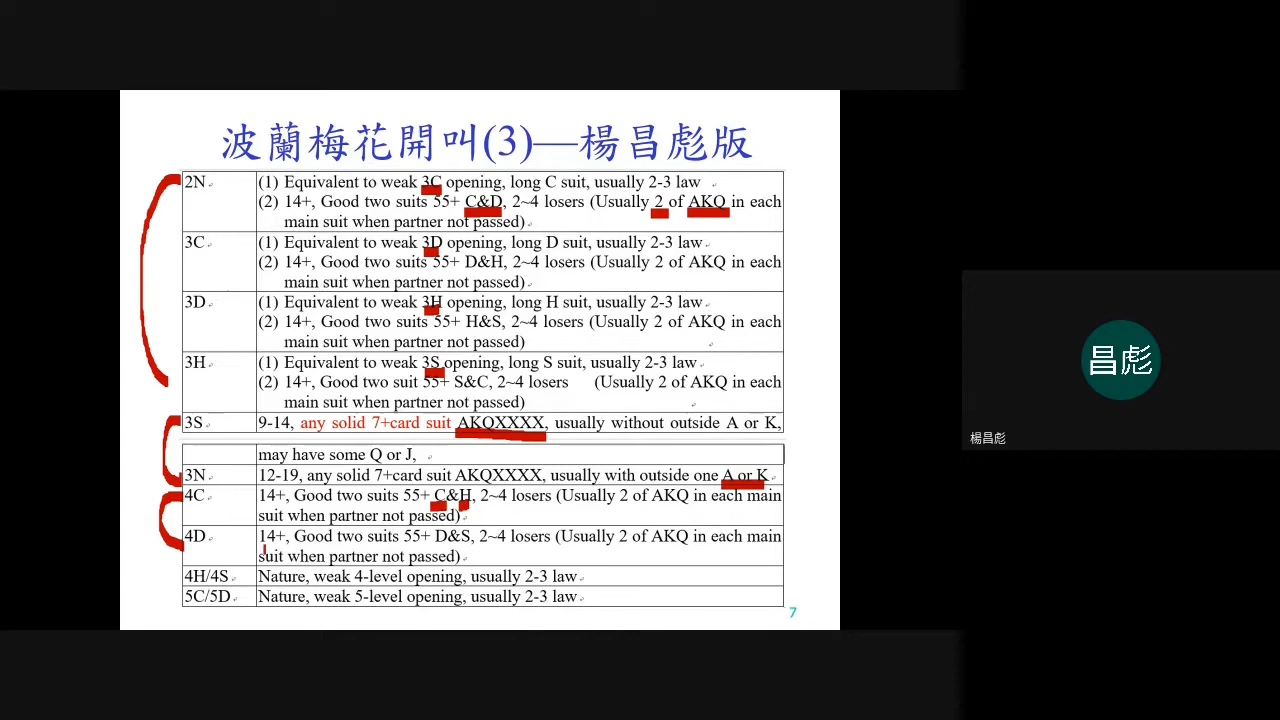 波蘭梅花開叫(3)—楊昌彪版
2N
(1) Equivalent to weak 3C opening, long C suit, usually 2-3 law
(2) 14+, Good two suits 55+ C&D, 2~4 losers (Usually 2 of AKQ in each
main suit when partner not passed)
3C
(1) Equivalent to weak 3D opening, long D suit, usually 2-3 law
(2) 14+, Good two suits 55+ D&H, 2~4 losers (Usually 2 of AKQ in each
main suit when partner not passed)
3D
(1) Equivalent to weak 3H opening, long H suit, usually 2-3 law
(2) 14+, Good two suits 55+ H&S, 2~4 losers (Usually 2 of AKQ in each
main suit when partner not passed)
3H
(1) Equivalent to weak 3S opening, long S suit, usually 2-3 law
(2) 14+, Good two suit 55+ S&C, 2~4 losers (Usually 2 of AKQ in each
main suit when partner not passed)
3S
9-14, any solid 7+card suit AKQXXXX, usually without outside A or K,
may have some Q or J,
3N
12-19, any solid 7+card suit AKQXXXX, usually with outside one A or K
4C
14+, Good two suits 55+ C&H, 2~4 losers (Usually 2 of AKQ in each main
suit when partner not passed)
4D
14+, Good two suits 55+ D&S, 2~4 losers (Usually 2 of AKQ in each main
suit when partner not passed)
4H/4S
Nature, weak 4-level opening, usually 2-3 law
5C/5D
Nature, weak 5-level opening, usually 2-3 law
7
昌彪
楊昌彪